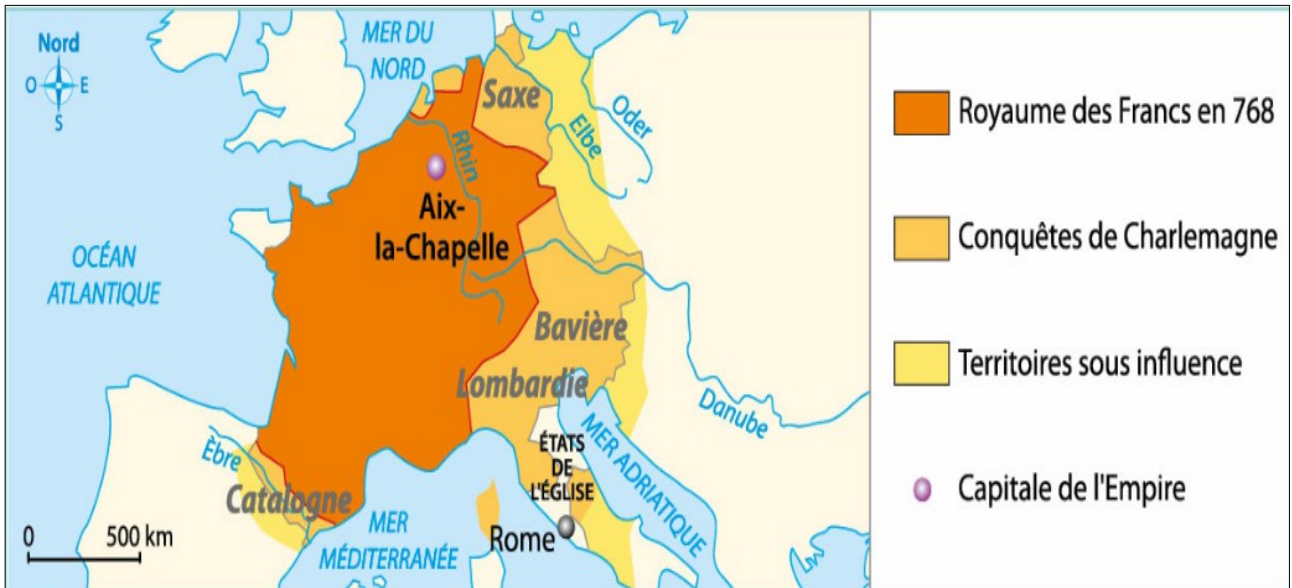 Nord
O
E
S
MER DU
NORD
Saxe
Oder
Elbe
Rhin
Aix-
la-Chapelle
OCÉAN
ATLANTIQUE
Bavière
Lombardie
Danube
Èbre
Catalogne
ÉTATS
DE
L'ÉGLISE
MER ADRIATIQUE
Rome
MER
MÉDITERRANÉE
0 500 km
Royaume des Francs en 768
Conquêtes de Charlemagne
Territoires sous influence
Capitale de l'Empire